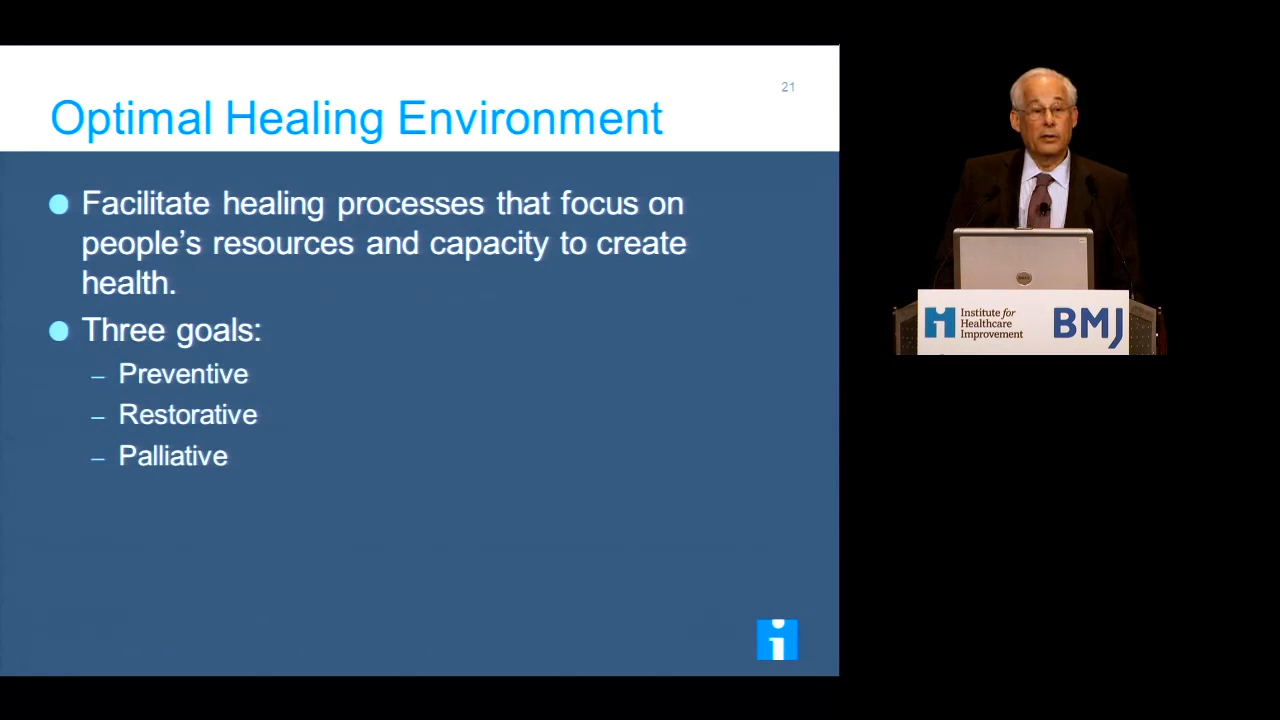 21
Optimal Healing Environment
Facilitate healing processes that focus on
people’s resources and capacity to create
health.
Three goals:
– Preventive
– Restorative
– Palliative
Institute for
Healthcare
Improvement
BMJ
DELL